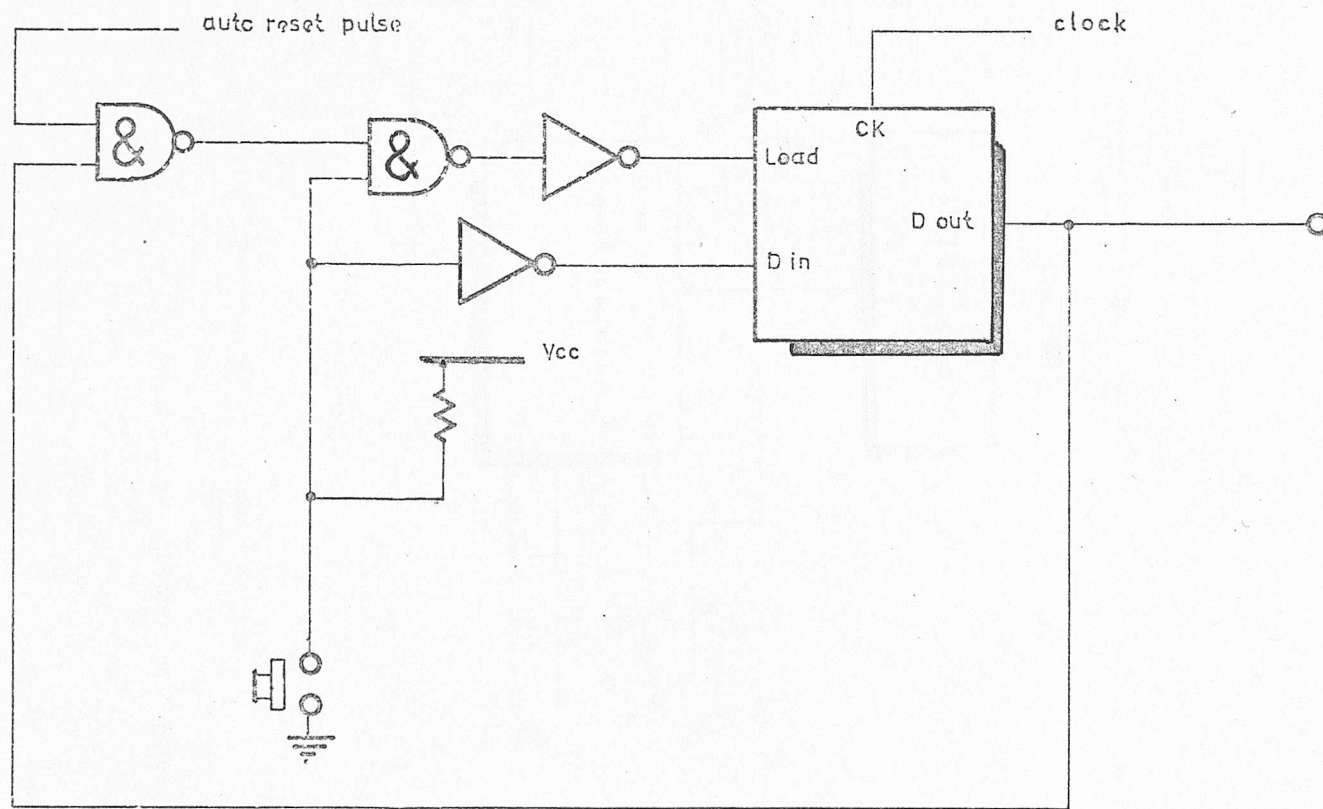 auto reset pulse
clock
&
&
CK
Load
D out
D in
Vcc